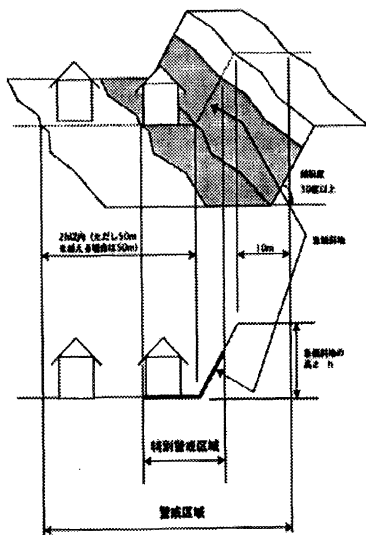 傾斜度
30度以上
急傾斜地
2h以内（ただし50m
を超える場合は50m）
10m
急傾斜地の
高さ h
特別警戒区域
警戒区域